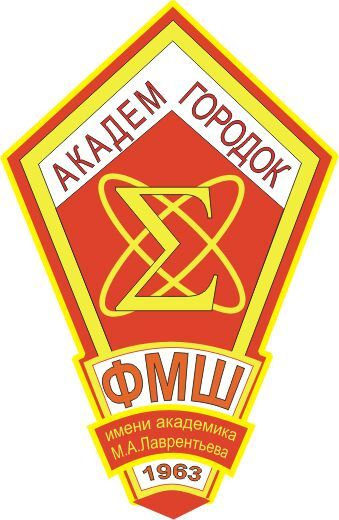 АКАДЕМ ГОРОДОК
Σ
ФМШ
имени академика
М.А.Лаврентьева
1963